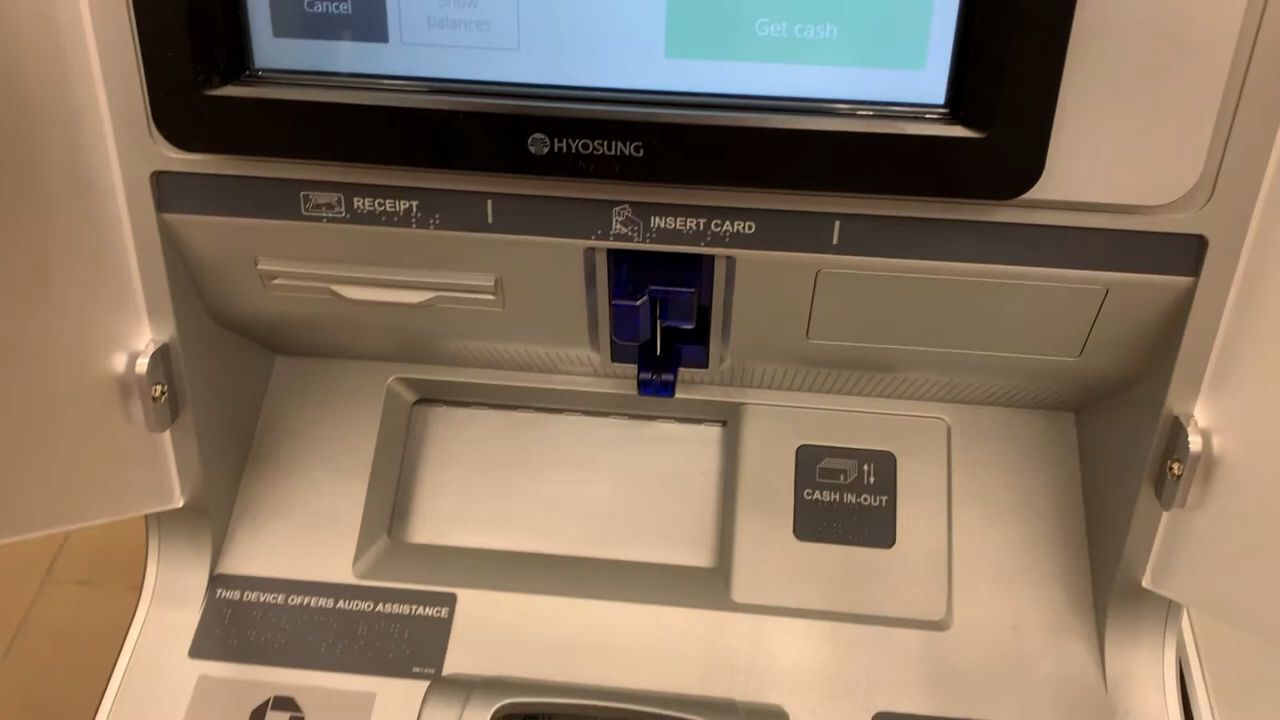 Cancel
Show
balances
Get cash
HYOSUNG
RECEIPT
INSERT CARD
CASH IN-OUT
THIS DEVICE OFFERS AUDIO ASSISTANCE